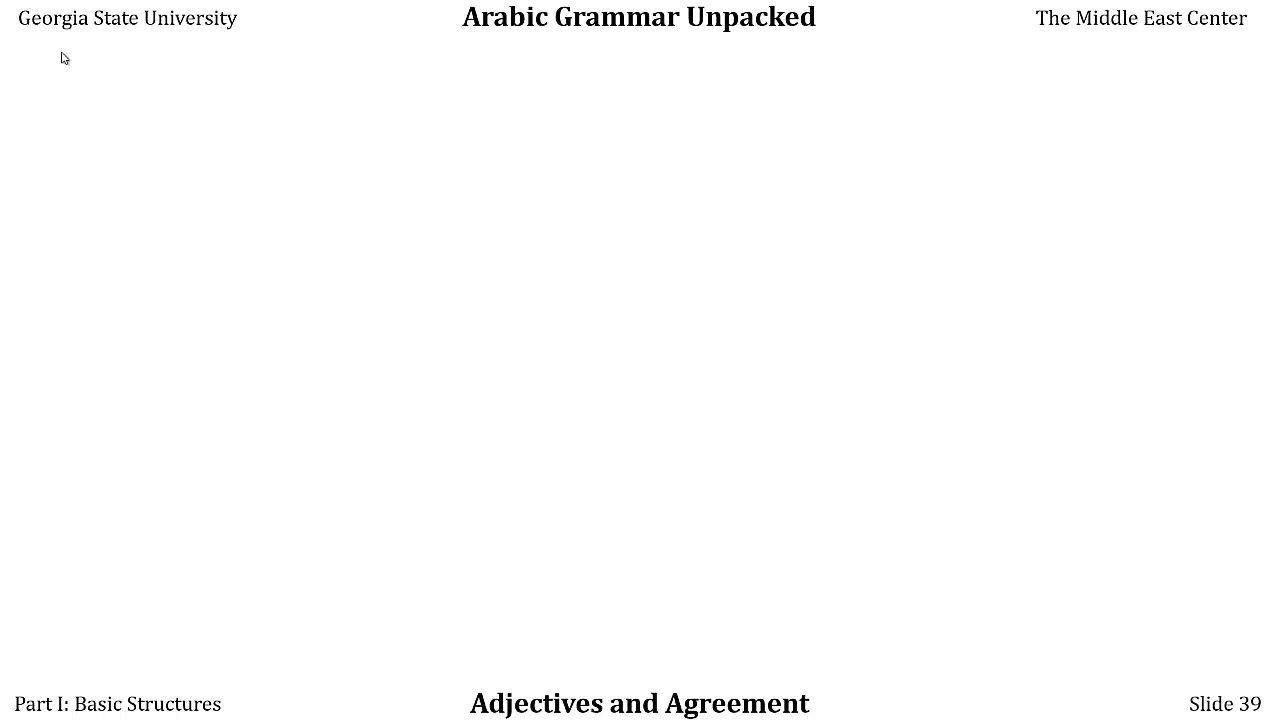 Georgia State University
Arabic Grammar Unpacked
The Middle East Center
Part I: Basic Structures
Adjectives and Agreement
Slide 39